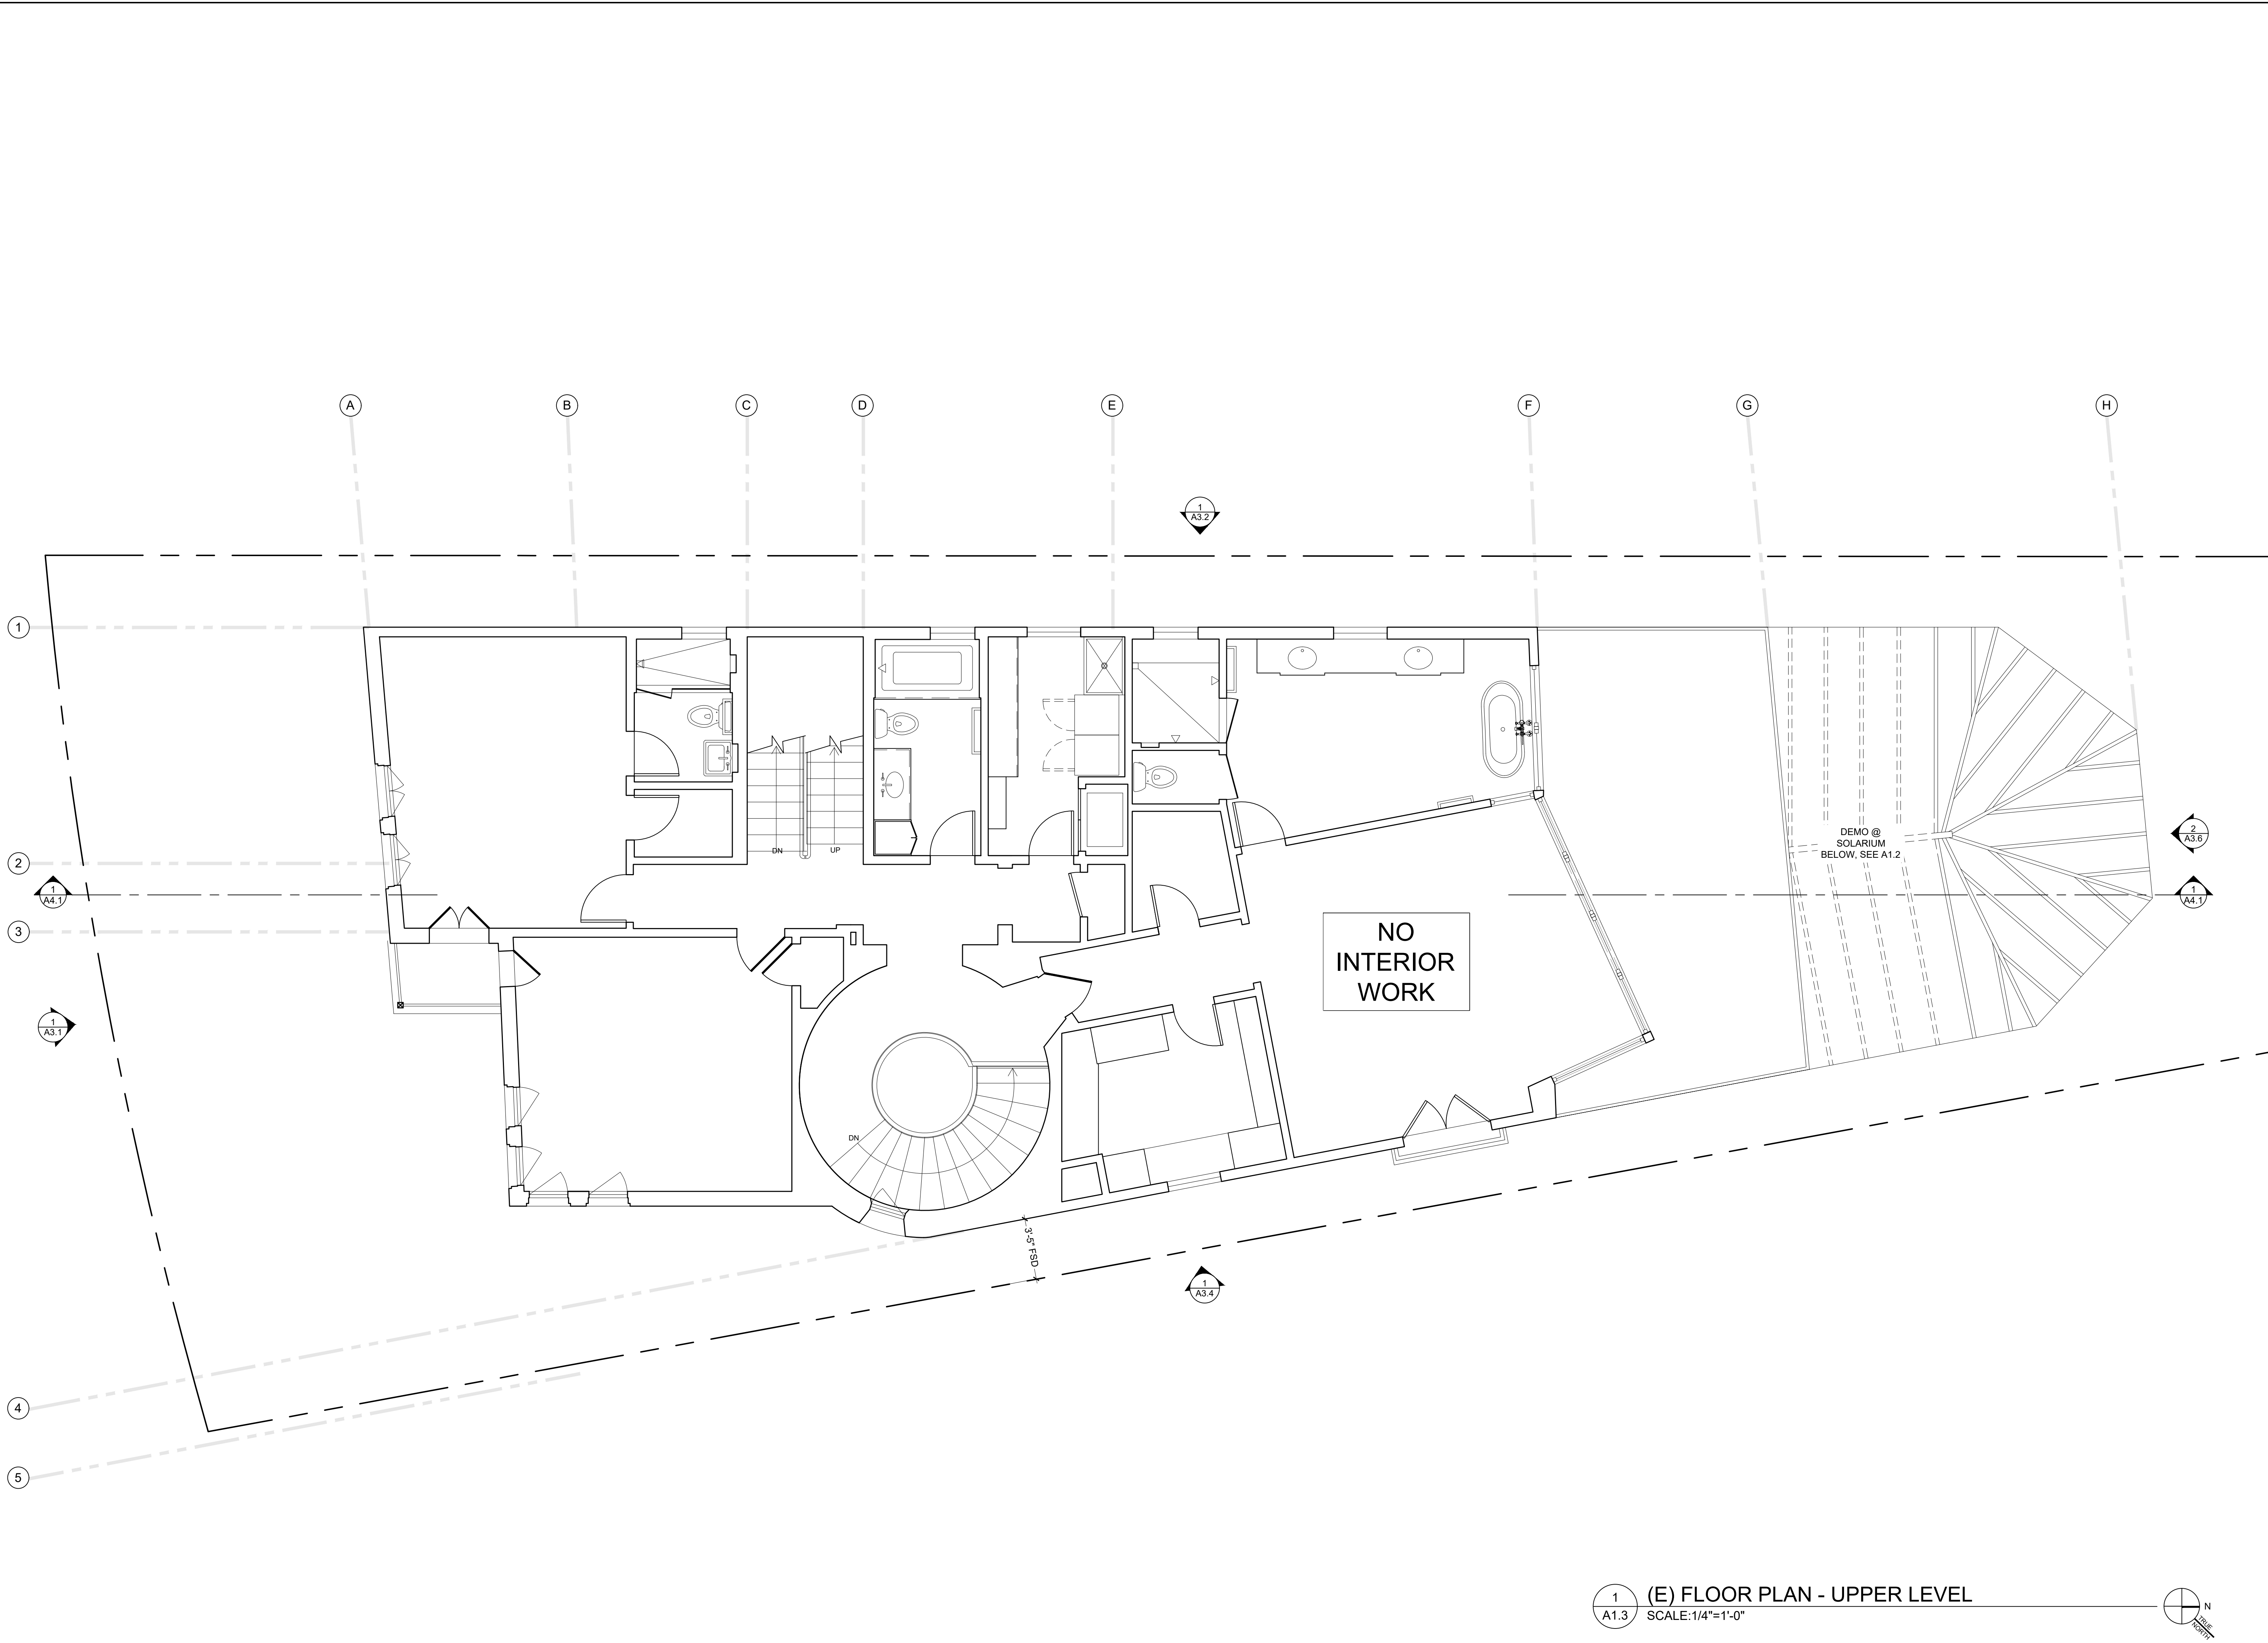 A
B
C
D
E
F
G
H
1
A3.2
1
DEMO @
SOLARIUM
BELOW, SEE A1.2
2
A3.6
DN
UP
2
1
A4.1
1
A4.1
3
NO
INTERIOR
WORK
1
A3.1
DN
3'-5" FSD
1
A3.4
4
5
1
A1.3
(E) FLOOR PLAN - UPPER LEVEL
SCALE:1/4"=1'-0"
N
TRUE
NORTH